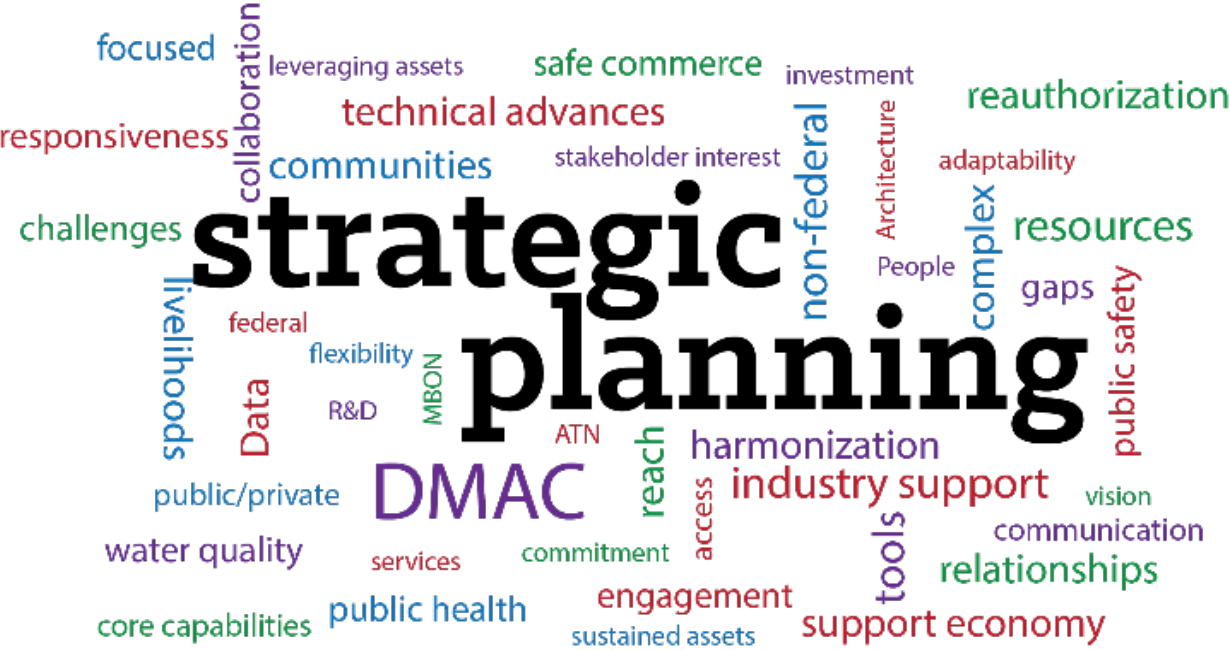 focused
collaboration
leveraging assets
safe commerce
investment
reauthorization
technical advances
responsiveness
communities
stakeholder interest
non-federal
Architecture
adaptability
challenges
strategic
complex
resources
People
gaps
livelihoods
federal
flexibility
planning
public safety
Data
R&D
MBON
ATN
reach
harmonization
public/private
DMAC
access
industry support
vision
communication
water quality
services
commitment
tools
relationships
core capabilities
public health
engagement
sustained assets
support economy